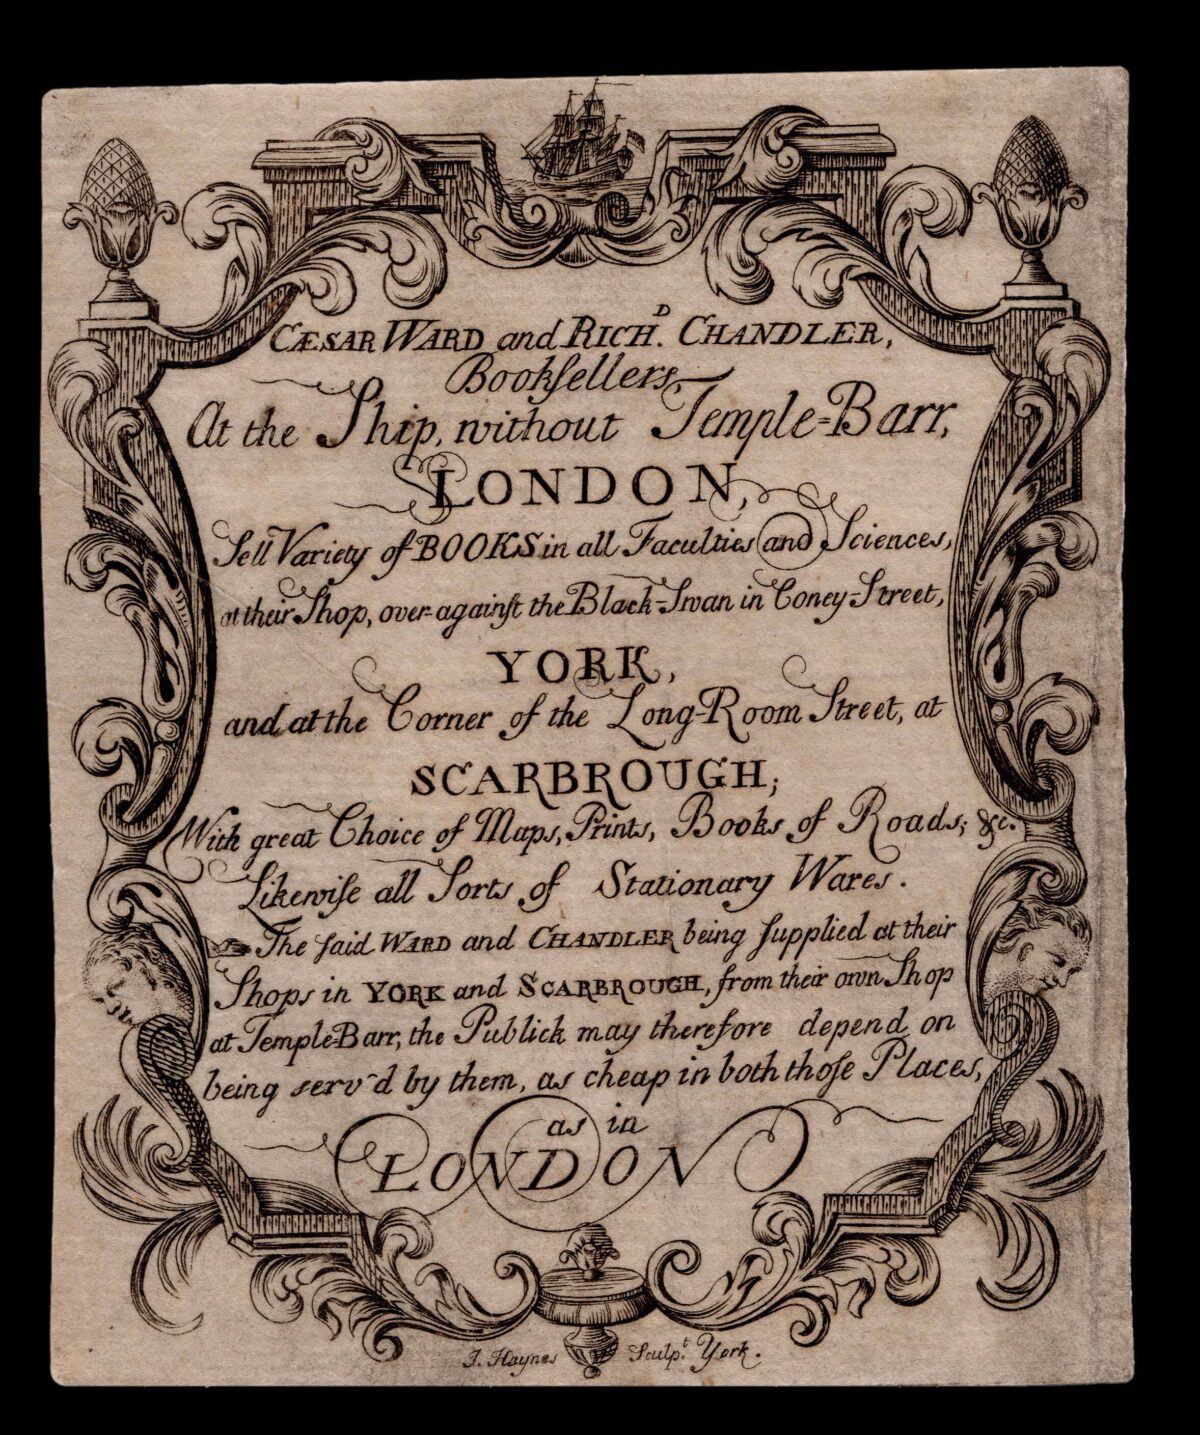 CÆSAR WARD and RICHᴰ. CHANDLER,
Bookſellers,
At the Ship, without Temple-Barr,
LONDON,
Sell Variety of BOOKS in all Faculties and Sciences,
at their Shop, over-againſt the Black-Swan in Coney-Street,
YORK,
and at the Corner of the Long-Room Street, at
SCARBROUGH;
With great Choice of Maps, Prints, Books of Roads; &c.
Likewiſe all Sorts of Stationary Wares.
☞ The ſaid WARD and CHANDLER being ſupplied at their
Shops in YORK and SCARBROUGH, from their own Shop
at Temple-Barr, the Publick may therefore depend on
being serv'd by them, as cheap in both thoſe Places,
as in
LONDON
J. Haynes Sculpᵗ. York.